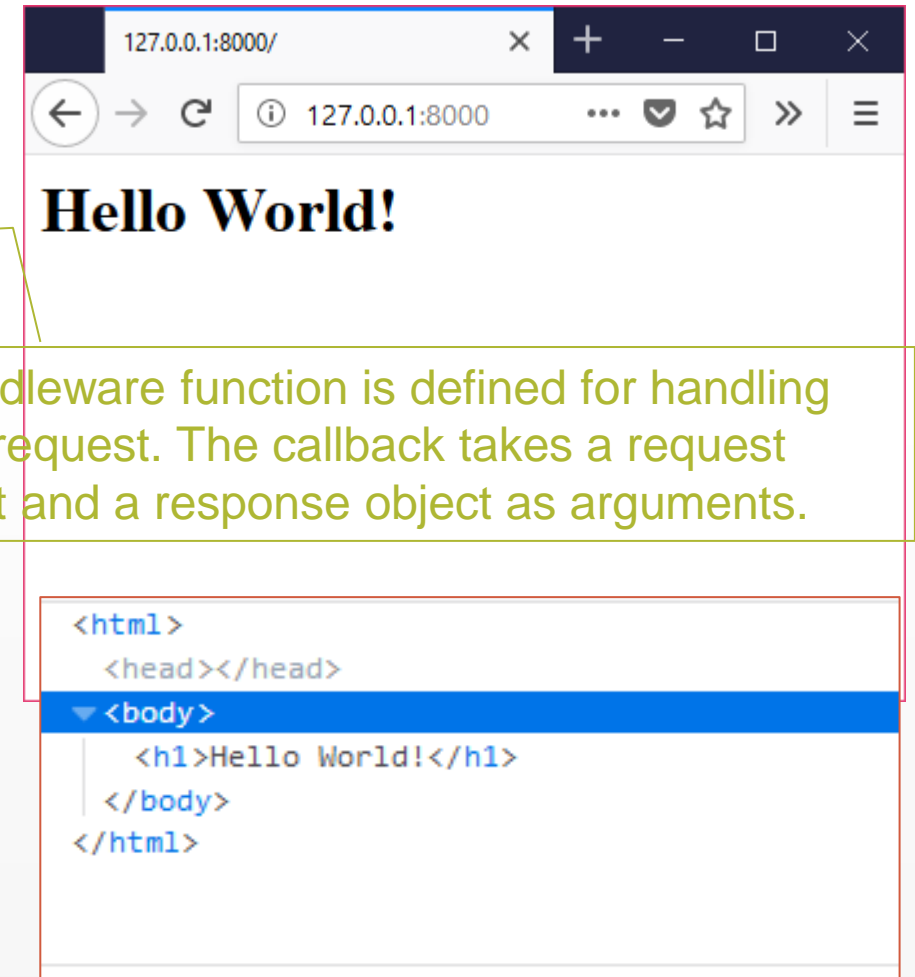 127.0.0.1:8000/
127.0.0.1:8000
Hello World!
dleware function is defined for handling
request. The callback takes a request
t and a response object as arguments.
<html>
<head></head>
<body>
<h1>Hello World!</h1>
</body>
</html>